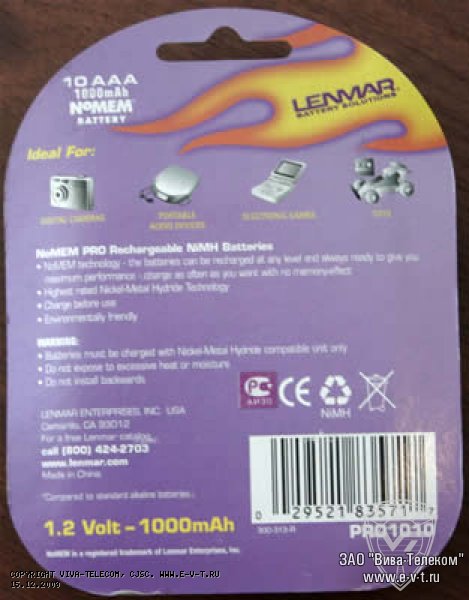 10 AAA
1000mAh
NoMEM
BATTERY
LENMAR®
BATTERY SOLUTIONS
Ideal For:
DIGITAL CAMERAS
PORTABLE
AUDIO DEVICES
ELECTRONIC GAMES
TOYS
NoMEM PRO Rechargeable NiMH Batteries
• NoMEM technology - the batteries can be recharged at any level and always ready to give you
maximum performance - charge as often as you want with no memory-effect
• Highest rated Nickel-Metal Hydride Technology
• Charge before use
• Environmentally friendly
WARNING:
• Batteries must be charged with Nickel-Metal Hydride compatible unit only
• Do not expose to excessive heat or moisture
• Do not install backwards
LENMAR ENTERPRISES, INC. USA
Camarillo, CA 93012
For a free Lenmar catalog,
call (800) 424-2703
www.lenmar.com
Made in China
PC
CE
NiMH
*Compared to standard alkaline batteries
1.2 Volt – 1000mAh
300-313-R
0 29521 83571 7
PRO1010
NoMEM is a registered trademark of Lenmar Enterprises, Inc.
ЗАО "Вива-Телеком"
www.e-v-t.ru
COPYRIGHT VIVA-TELECOM, CJSC. WWW.E-V-T.RU
15.12.2003